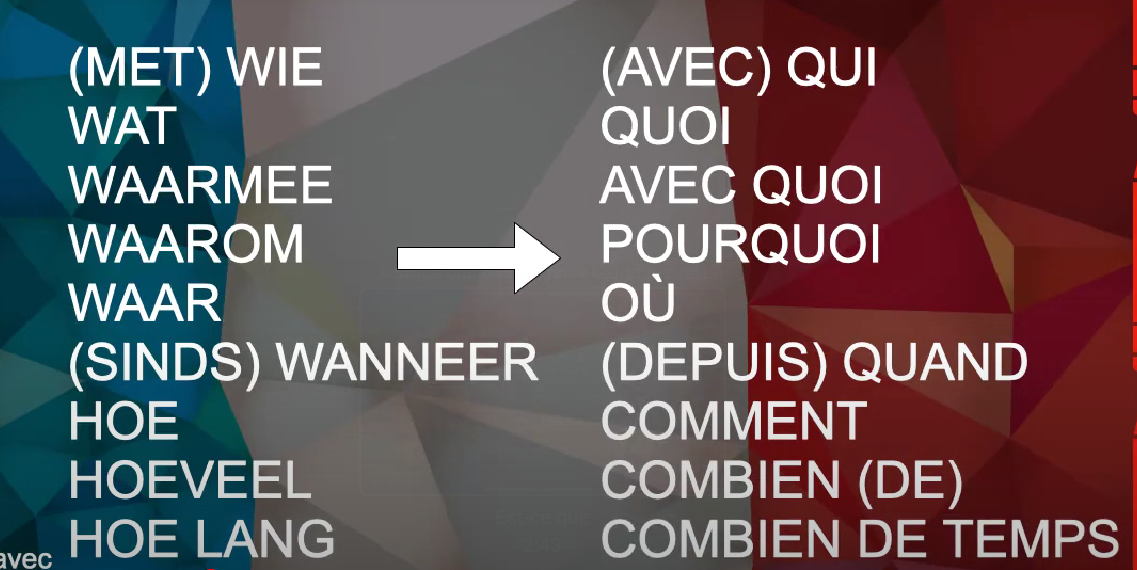 (MET) WIE (AVEC) QUI
WAT QUOI
WAARMEE AVEC QUOI
WAAROM POURQUOI
WAAR OÙ
(SINDS) WANNEER (DEPUIS) QUAND
HOE COMMENT
HOEVEEL COMBIEN (DE)
HOE LANG COMBIEN DE TEMPS
avec